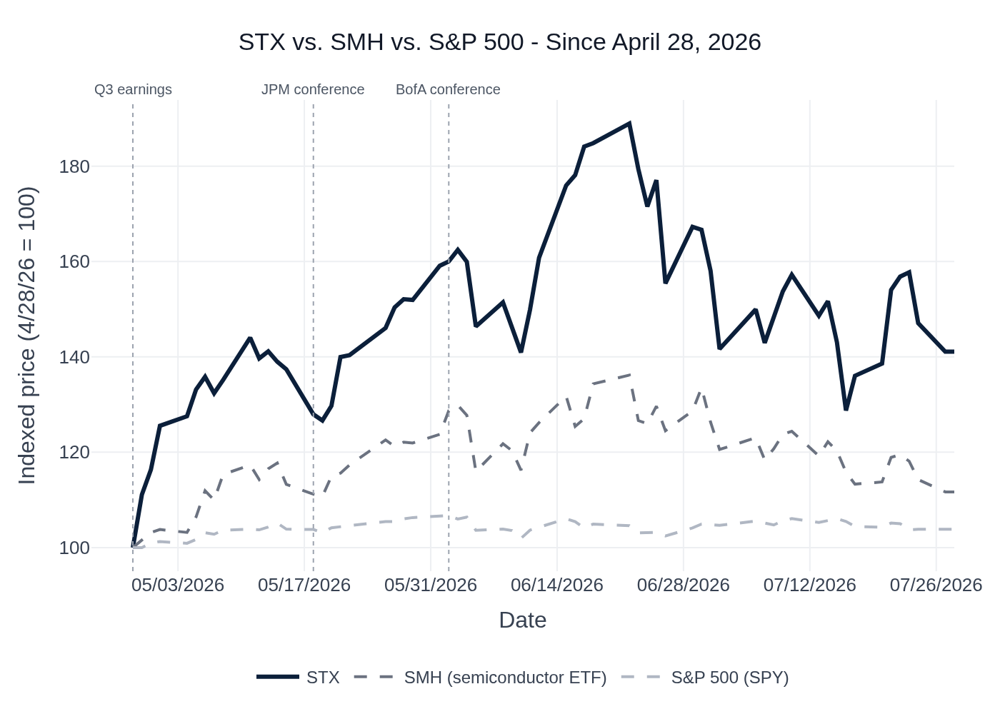 STX vs. SMH vs. S&P 500 - Since April 28, 2026
Q3 earnings
JPM conference
BofA conference
Indexed price (4/28/26 = 100)
180
160
140
120
100
05/03/2026
05/17/2026
05/31/2026
06/14/2026
06/28/2026
07/12/2026
07/26/2026
Date
STX
SMH (semiconductor ETF)
S&P 500 (SPY)